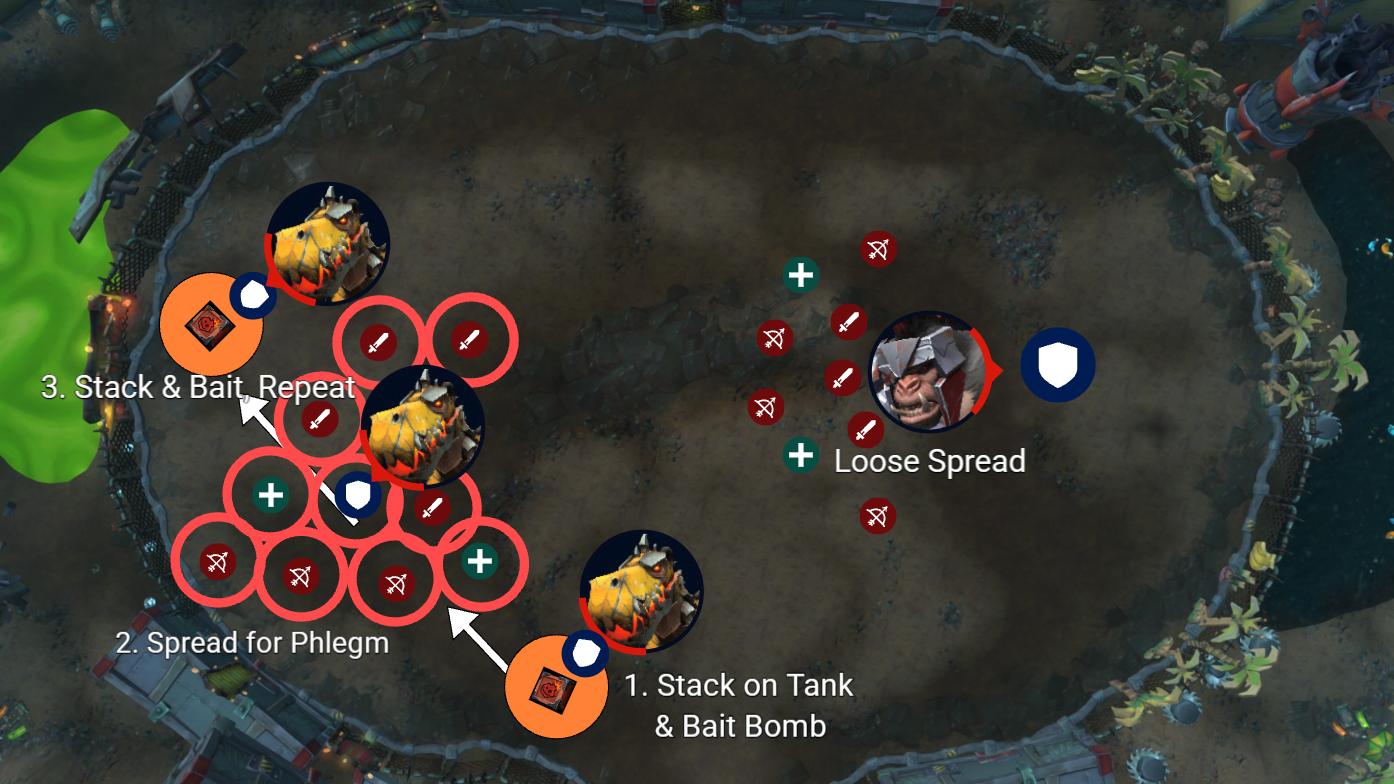 3. Stack & Bait, Repeat
Loose Spread
2. Spread for Phlegm
1. Stack on Tank
& Bait Bomb